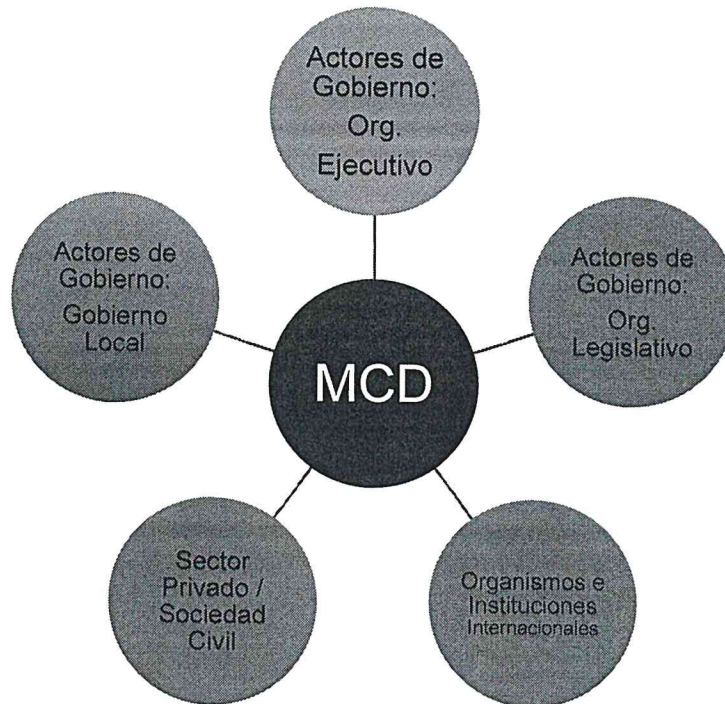 Actores de
Gobierno:
Org.
Ejecutivo
Actores de
Gobierno:
Gobierno
Local
Actores de
Gobierno:
Org.
Legislativo
MCD
Sector
Privado /
Sociedad
Civil
Organismos e
Instituciones
Internacionales